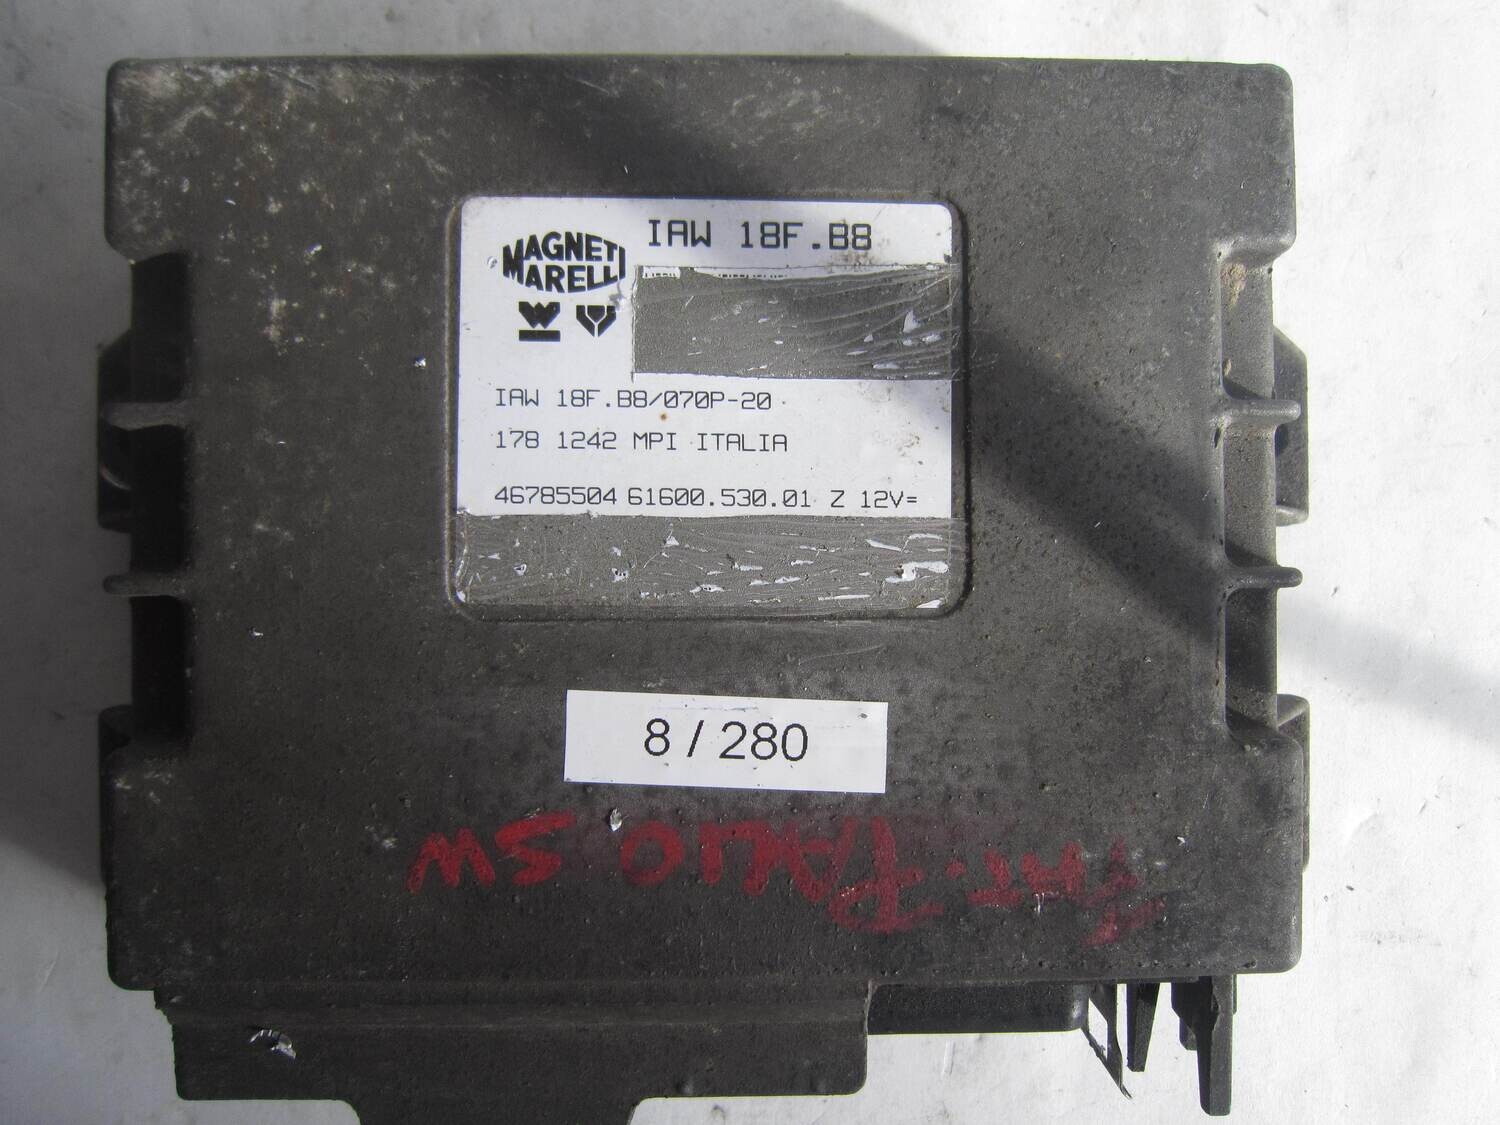 MAGNETI
MARELLI
IAW 18F.B8
IAW 18F.B8/070P-20
178 1242 MPI ITALIA
46785504 61600.530.01 Z 12V=
8 / 280
FIAT. PALIO SW